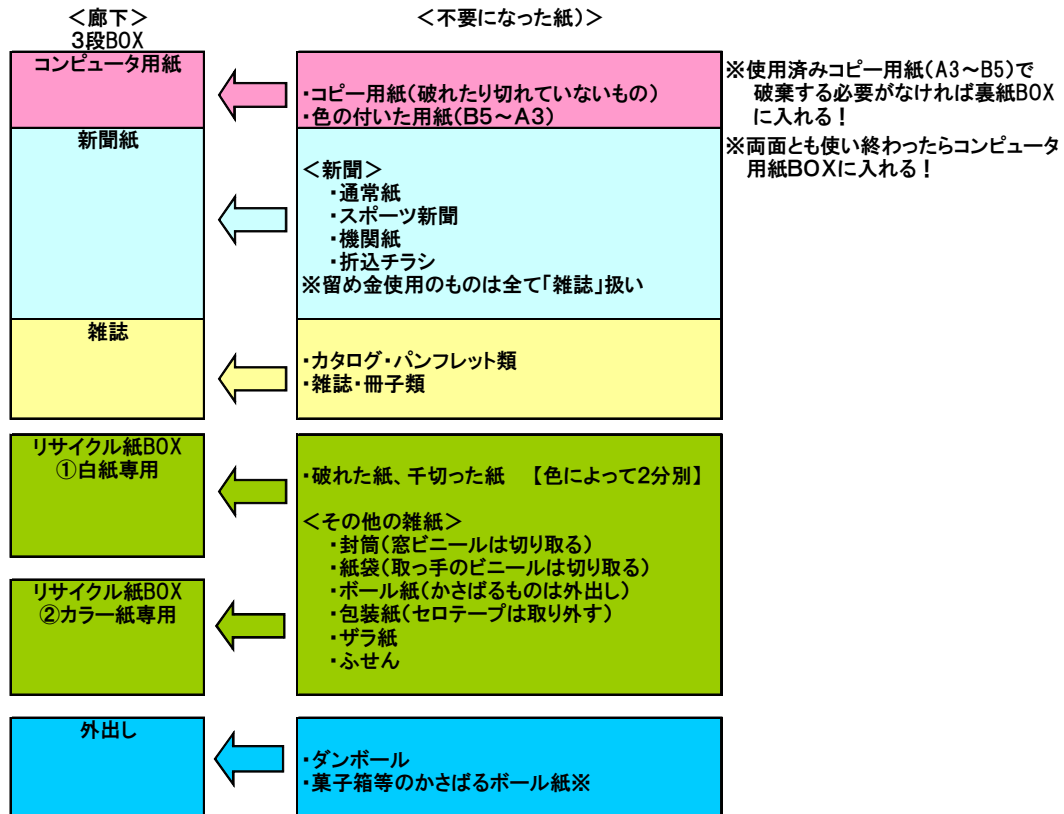 ＜廊下＞
3段BOX
＜不要になった紙）＞
コンピュータ用紙
・コピー用紙（破れたり切れていないもの）
・色の付いた用紙（B5～A3）
※使用済みコピー用紙（A3～B5）で
破棄する必要がなければ裏紙BOX
に入れる！
※両面とも使い終わったらコンピュータ
用紙BOXに入れる！
新聞紙
＜新聞＞
・通常紙
・スポーツ新聞
・機関紙
・折込チラシ
※留め金使用のものは全て「雑誌」扱い
雑誌
・カタログ・パンフレット類
・雑誌・冊子類
リサイクル紙BOX
①白紙専用
・破れた紙、千切った紙　【色によって2分別】
＜その他の雑紙＞
・封筒（窓ビニールは切り取る）
・紙袋（取っ手のビニールは切り取る）
・ボール紙（かさばるものは外出し）
・包装紙（セロテープは取り外す）
・ザラ紙
・ふせん
リサイクル紙BOX
②カラー紙専用
外出し
・ダンボール
・菓子箱等のかさばるボール紙※